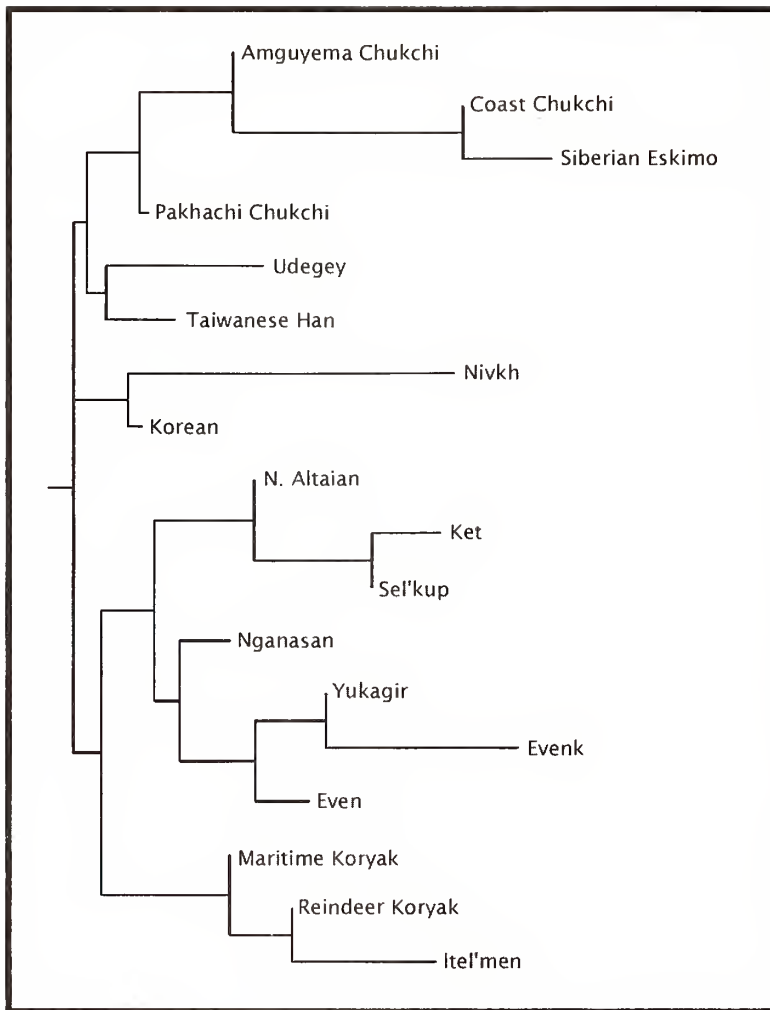 Amguyema Chukchi
Coast Chukchi
Siberian Eskimo
Pakhachi Chukchi
Udegey
Taiwanese Han
Nivkh
Korean
N. Altaian
Ket
Sel'kup
Nganasan
Yukagir
Evenk
Even
Maritime Koryak
Reindeer Koryak
Itel'men